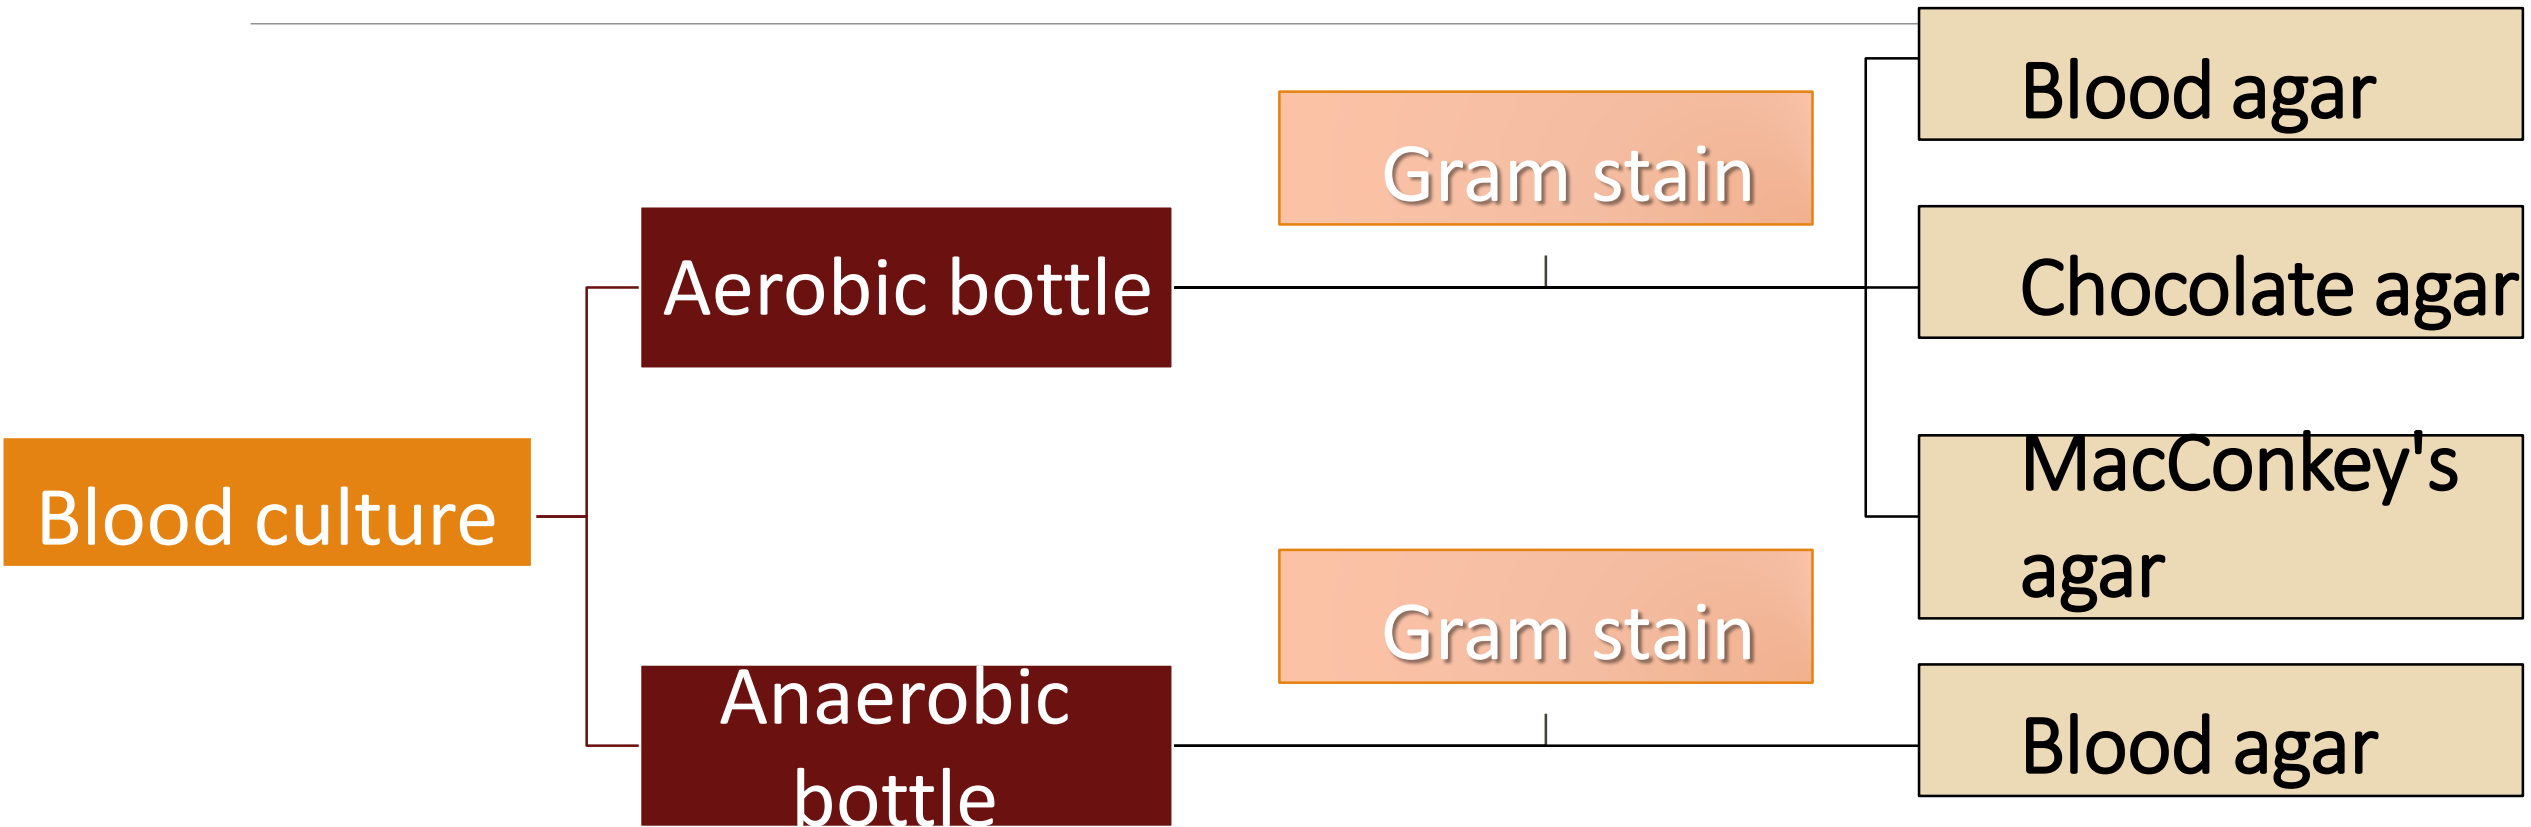 Blood culture
Aerobic bottle
Gram stain
Blood agar
Chocolate agar
MacConkey's
agar
Anaerobic
bottle
Gram stain
Blood agar